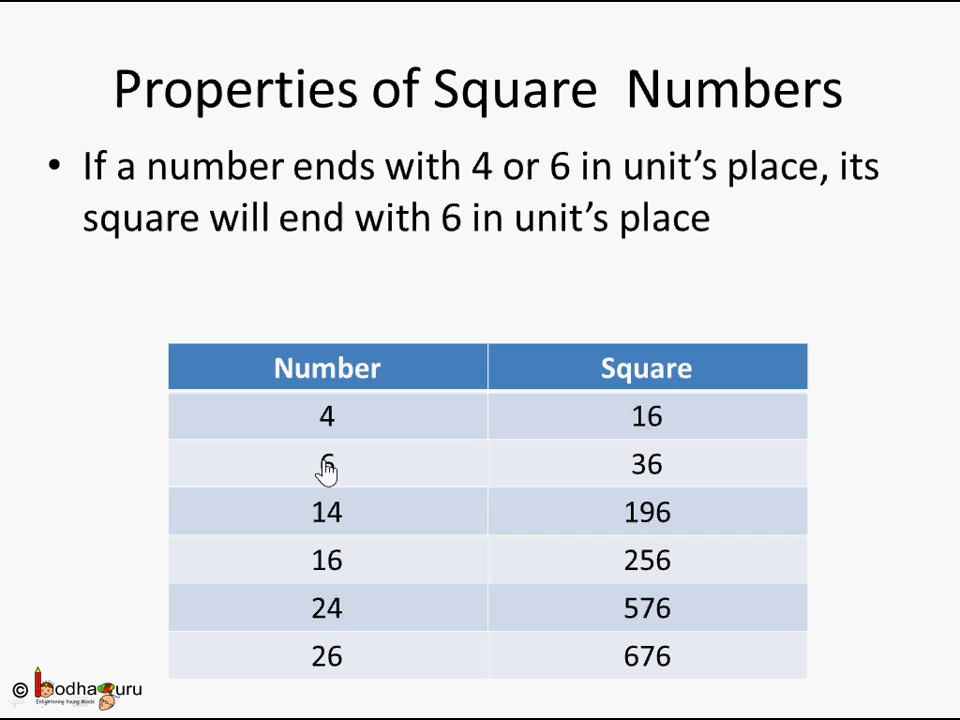 Properties of Square Numbers
• If a number ends with 4 or 6 in unit's place, its
square will end with 6 in unit's place
Number Square
4 16
6 36
14 196
16 256
24 576
26 676
© BodhaGuru
Enlightening Young Minds